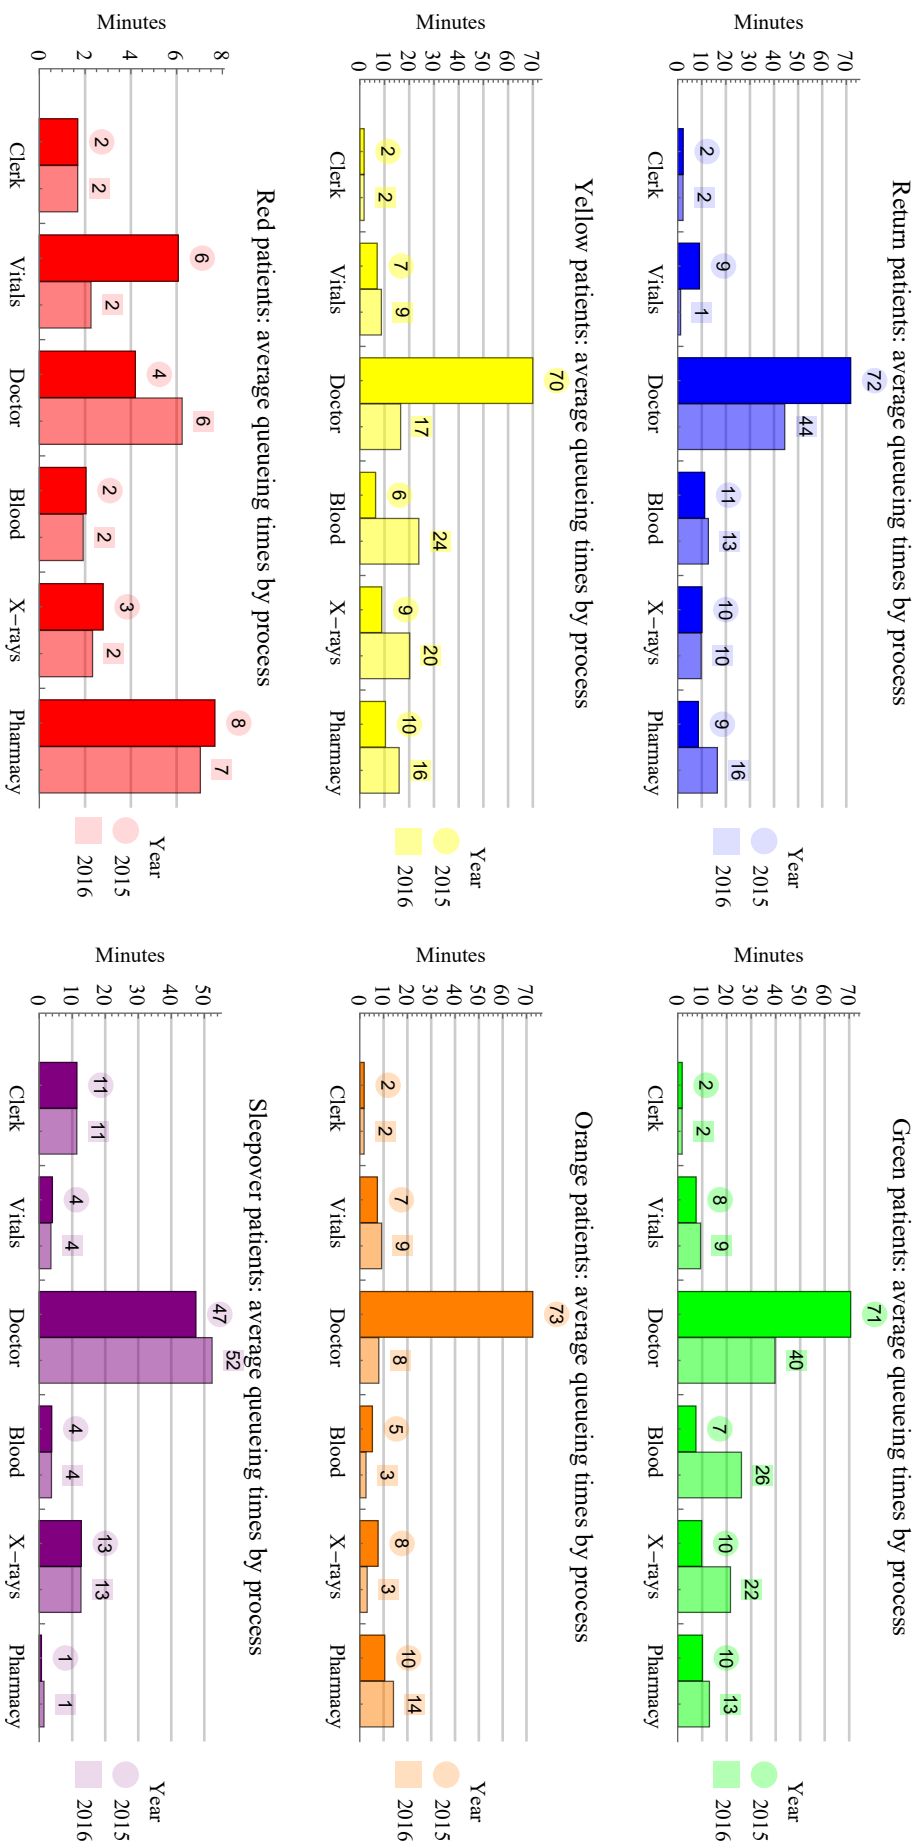 Return patients: average queueing times by process
Minutes
0 10 20 30 40 50 60 70
2 2 9 1 72 44 11 13 10 10 9 16
Clerk Vitals Doctor Blood X−rays Pharmacy
Year
2015
2016
Green patients: average queueing times by process
Minutes
0 10 20 30 40 50 60 70
2 2 8 9 71 40 7 26 10 22 10 13
Clerk Vitals Doctor Blood X−rays Pharmacy
Year
2015
2016
Yellow patients: average queueing times by process
Minutes
0 10 20 30 40 50 60 70
2 2 7 9 70 17 6 24 9 20 10 16
Clerk Vitals Doctor Blood X−rays Pharmacy
Year
2015
2016
Orange patients: average queueing times by process
Minutes
0 10 20 30 40 50 60 70
2 2 7 9 73 8 5 3 8 3 10 14
Clerk Vitals Doctor Blood X−rays Pharmacy
Year
2015
2016
Red patients: average queueing times by process
Minutes
0 2 4 6 8
2 2 6 2 4 6 2 2 3 2 8 7
Clerk Vitals Doctor Blood X−rays Pharmacy
Year
2015
2016
Sleepover patients: average queueing times by process
Minutes
0 10 20 30 40 50
11 11 4 4 47 52 4 4 13 13 1 1
Clerk Vitals Doctor Blood X−rays Pharmacy
Year
2015
2016